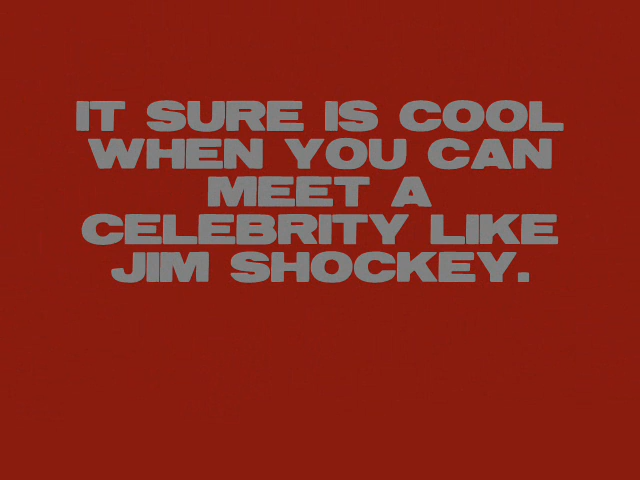 IT SURE IS COOL
WHEN YOU CAN
MEET A
CELEBRITY LIKE
JIM SHOCKEY.